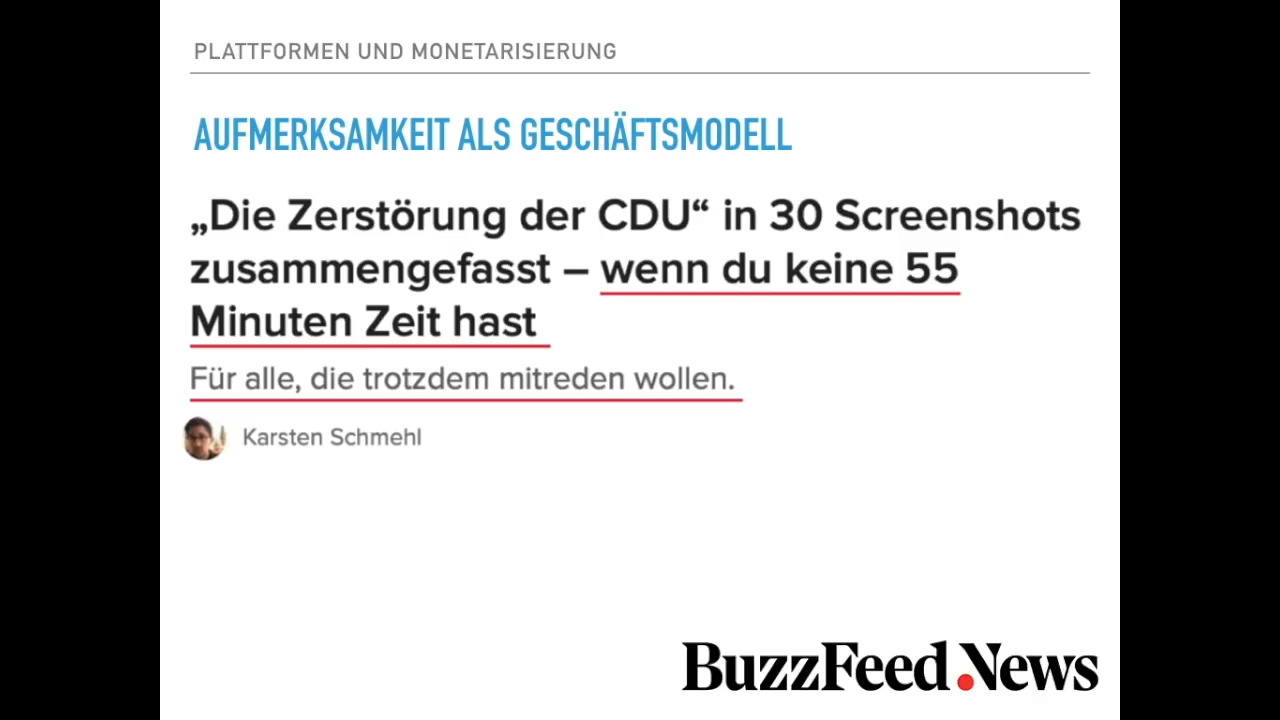 PLATTFORMEN UND MONETARISIERUNG
AUFMERKSAMKEIT ALS GESCHÄFTSMODELL
„Die Zerstörung der CDU“ in 30 Screenshots
zusammengefasst – wenn du keine 55
Minuten Zeit hast
Für alle, die trotzdem mitreden wollen.
Karsten Schmehl
BuzzFeed.News